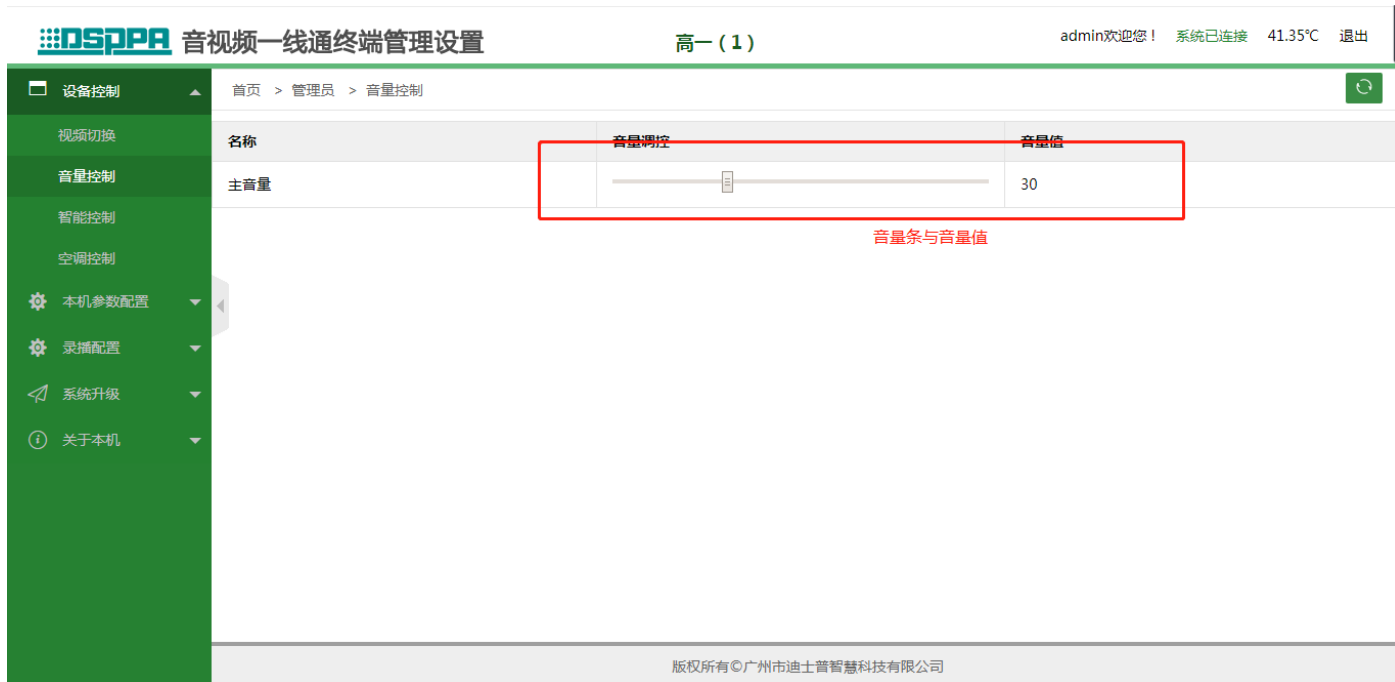 DSPPA 音视频一线通终端管理设置 高一（1） admin欢迎您！ 系统已连接 41.35℃ 退出
设备控制
首页 > 管理员 > 音量控制
视频切换
音量控制
智能控制
空调控制
本机参数配置
录播配置
系统升级
关于本机
名称 音量调控 音量值
主音量 30
音量条与音量值
版权所有©广州市迪士普智慧科技有限公司